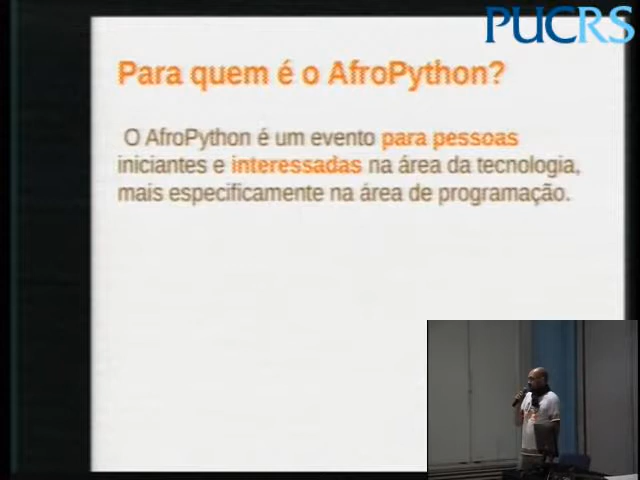 PUCRS
Para quem é o AfroPython?
O AfroPython é um evento para pessoas
iniciantes e interessadas na área da tecnologia,
mais especificamente na área de programação.